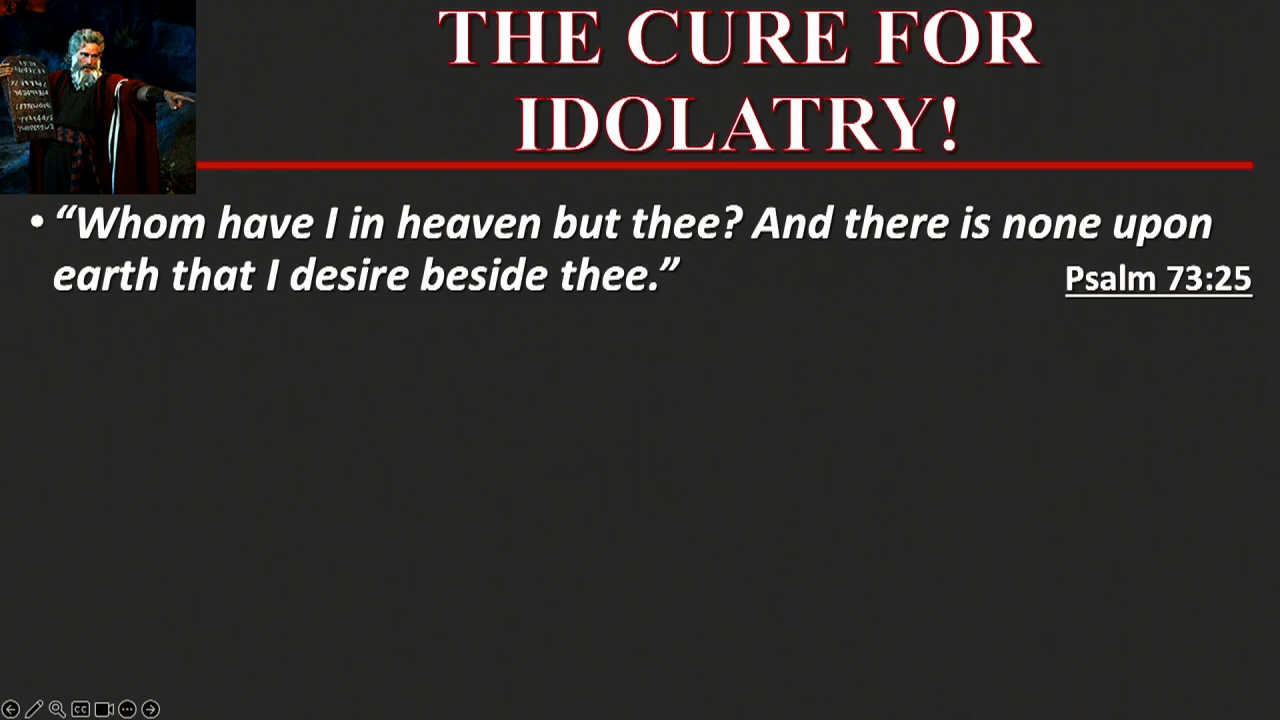 THE CURE FOR
IDOLATRY!
• “Whom have I in heaven but thee? And there is none upon
earth that I desire beside thee.” Psalm 73:25
CC